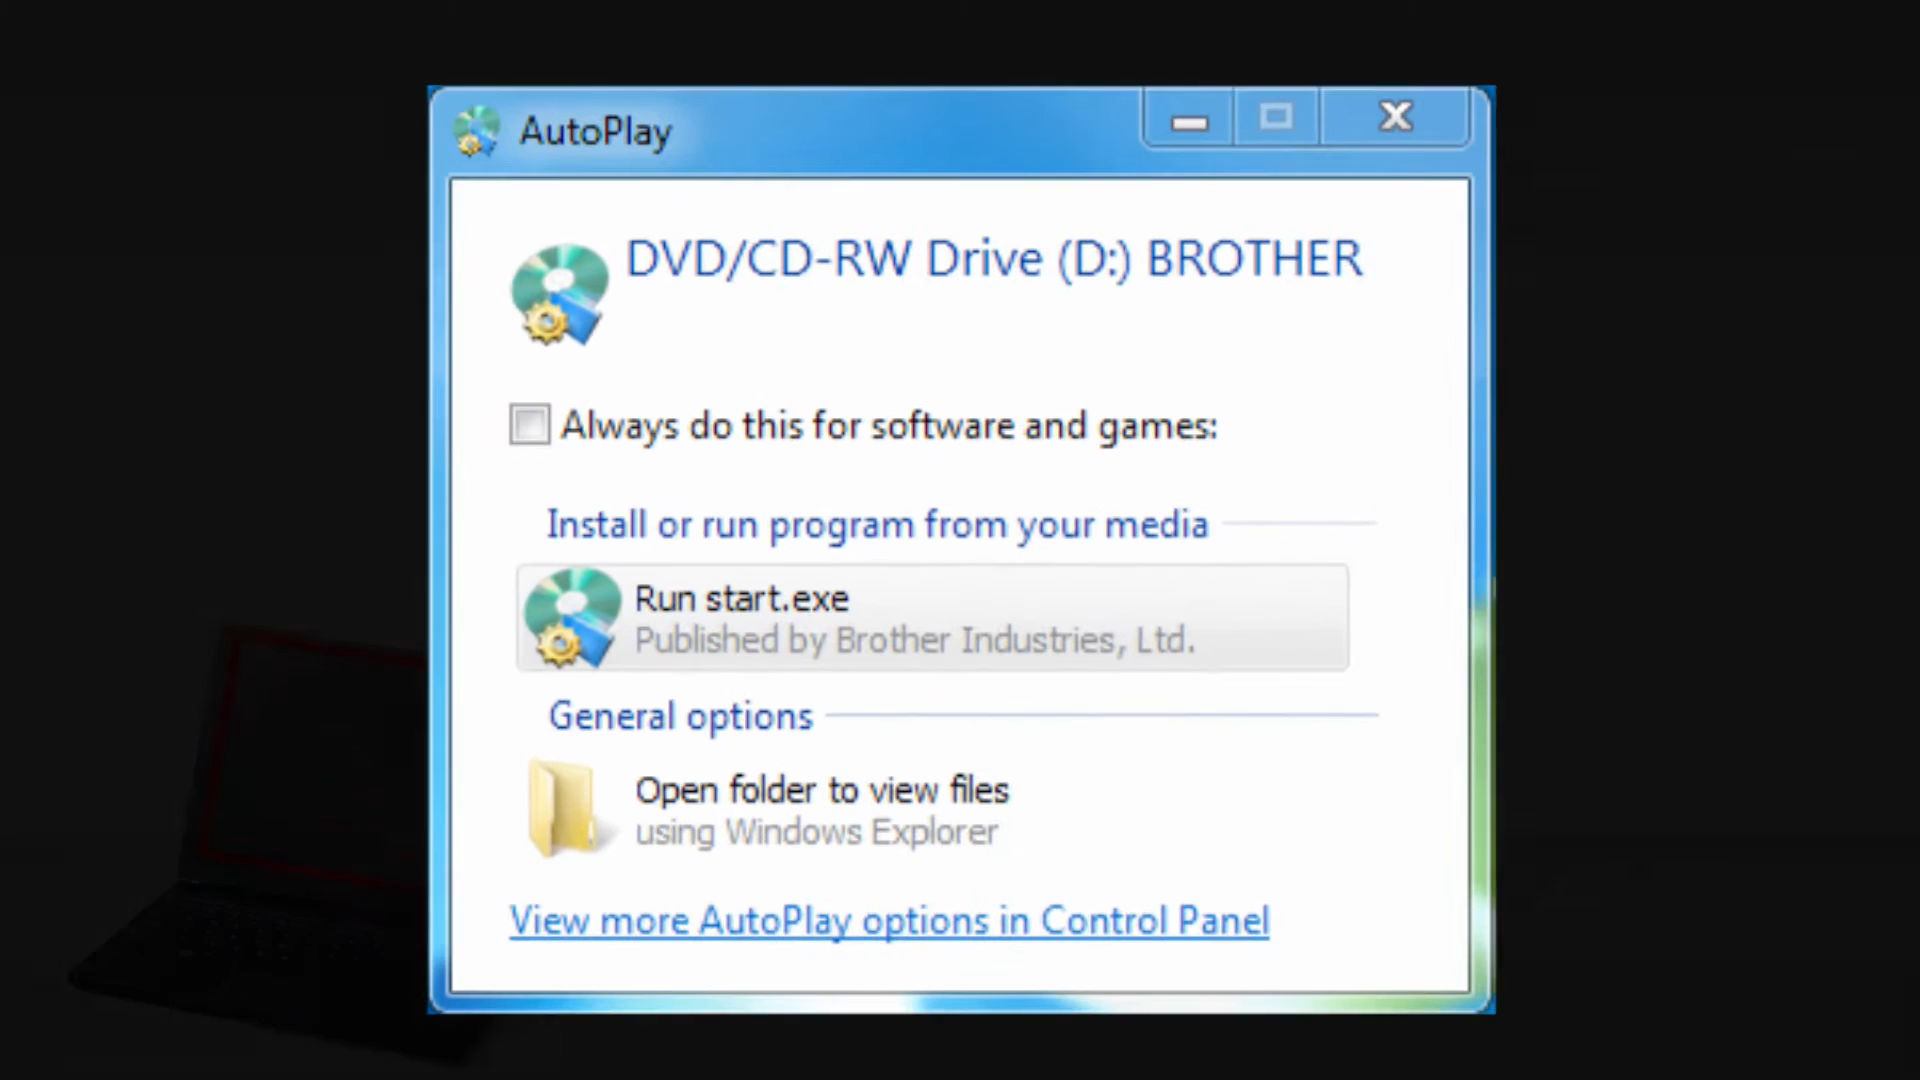 AutoPlay
DVD/CD-RW Drive (D:) BROTHER
Always do this for software and games:
Install or run program from your media
Run start.exe
Published by Brother Industries, Ltd.
General options
Open folder to view files
using Windows Explorer
View more AutoPlay options in Control Panel